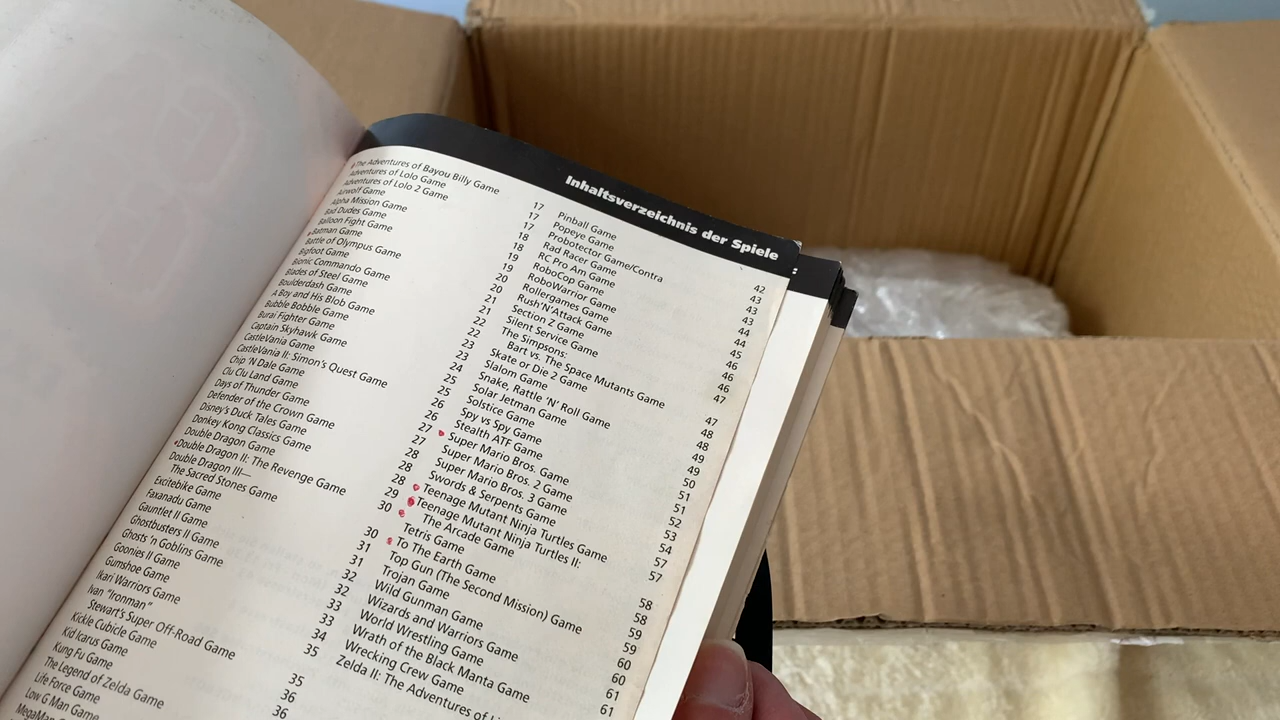 Inhaltsverzeichnis der Spiele
The Adventures of Bayou Billy Game 17
Adventures of Lolo Game 17
Adventures of Lolo 2 Game 17
Airwolf Game 18
Alpha Mission Game 18
Bad Dudes Game 19
Balloon Fight Game 19
Batman Game 20
Battle of Olympus Game 20
Bigfoot Game 21
Bionic Commando Game 21
Blades of Steel Game 22
Boulderdash Game 22
A Boy and His Blob Game 23
Bubble Bobble Game 23
Burai Fighter Game 24
Captain Skyhawk Game 25
CastleVania Game 25
CastleVania II: Simon's Quest Game 26
Chip 'N Dale Game 26
Clu Clu Land Game 27
Days of Thunder Game 27
Defender of the Crown Game 28
Disney's Duck Tales Game 28
Donkey Kong Classics Game 28
Double Dragon Game 29
Double Dragon II: The Revenge Game 30
Double Dragon III—
The Sacred Stones Game 30
Excitebike Game 31
Faxanadu Game 31
Gauntlet II Game 32
Ghostbusters II Game 32
Ghosts 'n Goblins Game 33
Goonies II Game 33
Gumshoe Game 34
Ikari Warriors Game 35
Ivan "Ironman"
Stewart's Super Off-Road Game 35
Kickle Cubicle Game 36
Kid Icarus Game 36
Kung Fu Game
The Legend of Zelda Game
Life Force Game
Low G Man Game
Pinball Game 42
Popeye Game 43
Probotector Game/Contra 43
Rad Racer Game 43
RC Pro Am Game 44
RoboCop Game 44
RoboWarrior Game 45
Rollergames Game 46
Rush'N'Attack Game 46
Section Z Game 46
Silent Service Game 47
The Simpsons:
Bart vs. The Space Mutants Game 47
Skate or Die 2 Game 48
Slalom Game 48
Snake, Rattle 'N' Roll Game 49
Solar Jetman Game 49
Solstice Game 50
Spy vs Spy Game 51
Stealth ATF Game 51
Super Mario Bros. Game 52
Super Mario Bros. 2 Game 53
Super Mario Bros. 3 Game 54
Swords & Serpents Game 57
Teenage Mutant Ninja Turtles Game 57
Teenage Mutant Ninja Turtles II:
The Arcade Game 58
Tetris Game 58
To The Earth Game 59
Top Gun (The Second Mission) Game 59
Trojan Game 60
Wild Gunman Game 60
Wizards and Warriors Game 61
World Wrestling Game 61
Wrath of the Black Manta Game
Wrecking Crew Game
Zelda II: The Adventures of